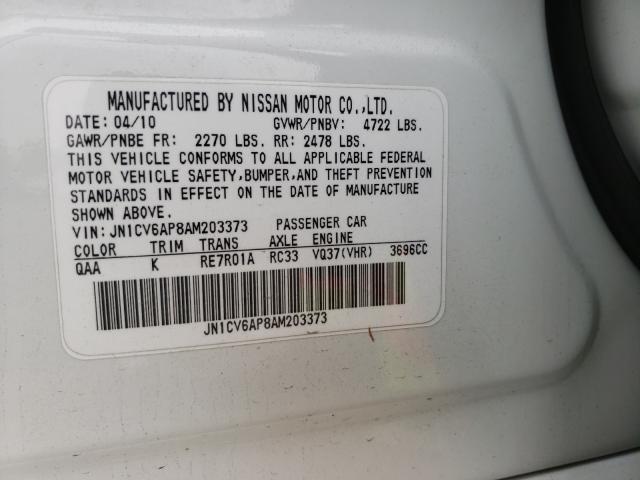 MANUFACTURED BY NISSAN MOTOR CO.,LTD.
DATE: 04/10 GVWR/PNBV: 4722 LBS.
GAWR/PNBE FR: 2270 LBS. RR: 2478 LBS.
THIS VEHICLE CONFORMS TO ALL APPLICABLE FEDERAL
MOTOR VEHICLE SAFETY,BUMPER,AND THEFT PREVENTION
STANDARDS IN EFFECT ON THE DATE OF MANUFACTURE
SHOWN ABOVE.
VIN: JN1CV6AP8AM203373 PASSENGER CAR
COLOR TRIM TRANS AXLE ENGINE
QAA K RE7R01A RC33 VQ37(VHR) 3696CC
JN1CV6AP8AM203373